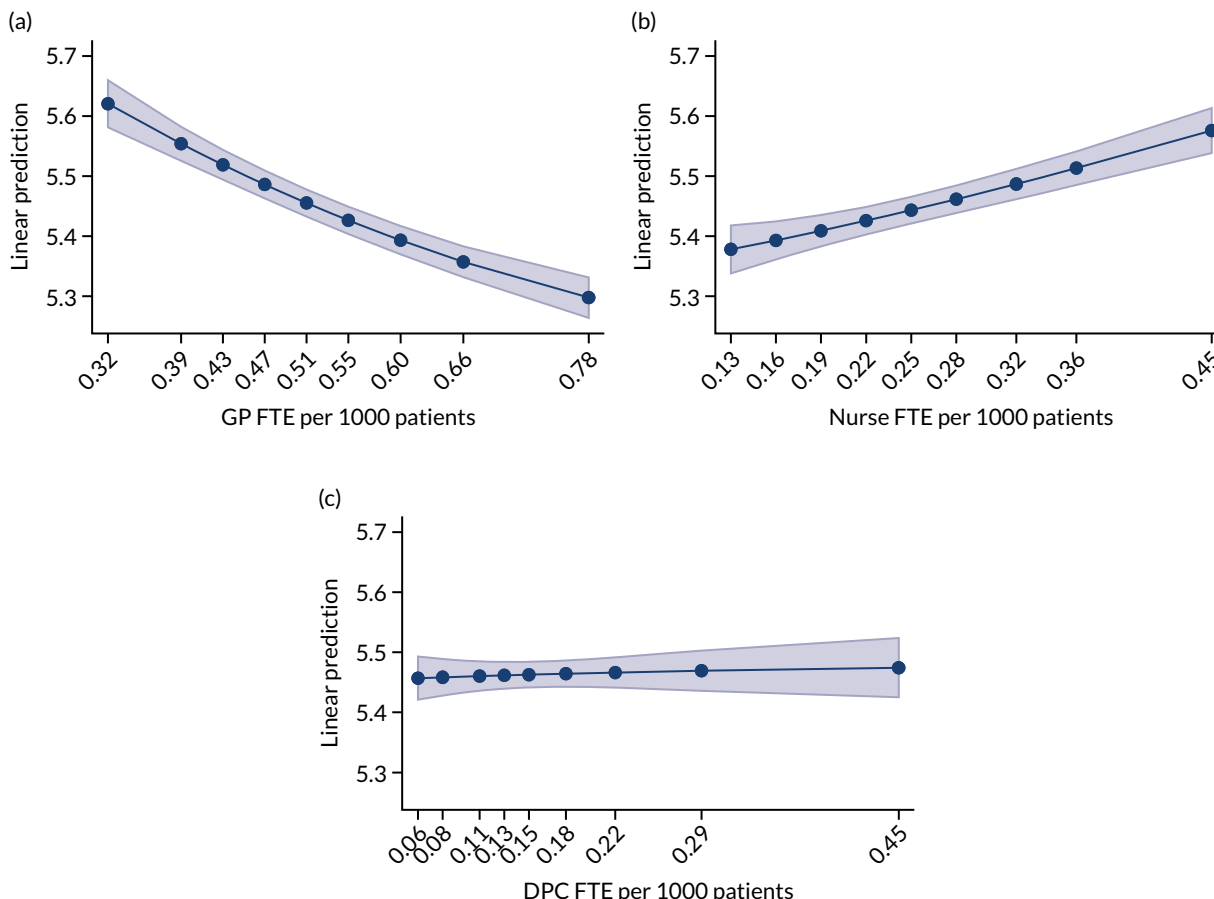 (a)
5.7
5.6
5.5
5.4
5.3
Linear prediction
0.32 0.39 0.43 0.47 0.51 0.55 0.60 0.66 0.78
GP FTE per 1000 patients
(b)
5.7
5.6
5.5
5.4
5.3
Linear prediction
0.13 0.16 0.19 0.22 0.25 0.28 0.32 0.36 0.45
Nurse FTE per 1000 patients
(c)
5.7
5.6
5.5
5.4
5.3
Linear prediction
0.06 0.08 0.11 0.13 0.15 0.18 0.22 0.29 0.45
DPC FTE per 1000 patients